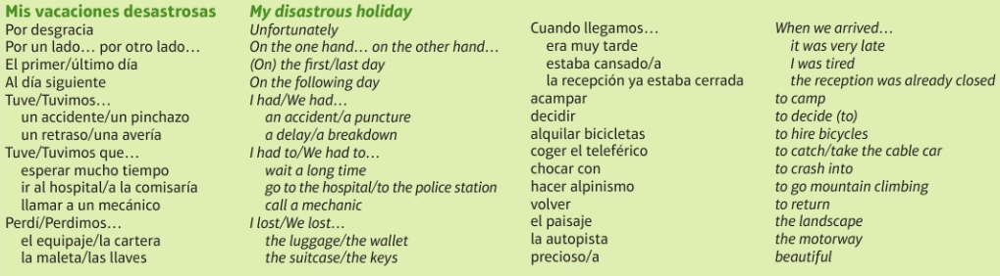 Mis vacaciones desastrosas My disastrous holiday
Por desgracia Unfortunately
Por un lado… por otro lado… On the one hand… on the other hand…
El primer/último día (On) the first/last day
Al día siguiente On the following day
Tuve/Tuvimos… I had/We had…
un accidente/un pinchazo an accident/a puncture
un retraso/una avería a delay/a breakdown
Tuve/Tuvimos que… I had to/We had to…
esperar mucho tiempo wait a long time
ir al hospital/a la comisaría go to the hospital/to the police station
llamar a un mecánico call a mechanic
Perdí/Perdimos… I lost/We lost…
el equipaje/la cartera the luggage/the wallet
la maleta/las llaves the suitcase/the keys
Cuando llegamos… When we arrived…
era muy tarde it was very late
estaba cansado/a I was tired
la recepción ya estaba cerrada the reception was already closed
acampar to camp
decidir to decide (to)
alquilar bicicletas to hire bicycles
coger el teleférico to catch/take the cable car
chocar con to crash into
hacer alpinismo to go mountain climbing
volver to return
el paisaje the landscape
la autopista the motorway
precioso/a beautiful